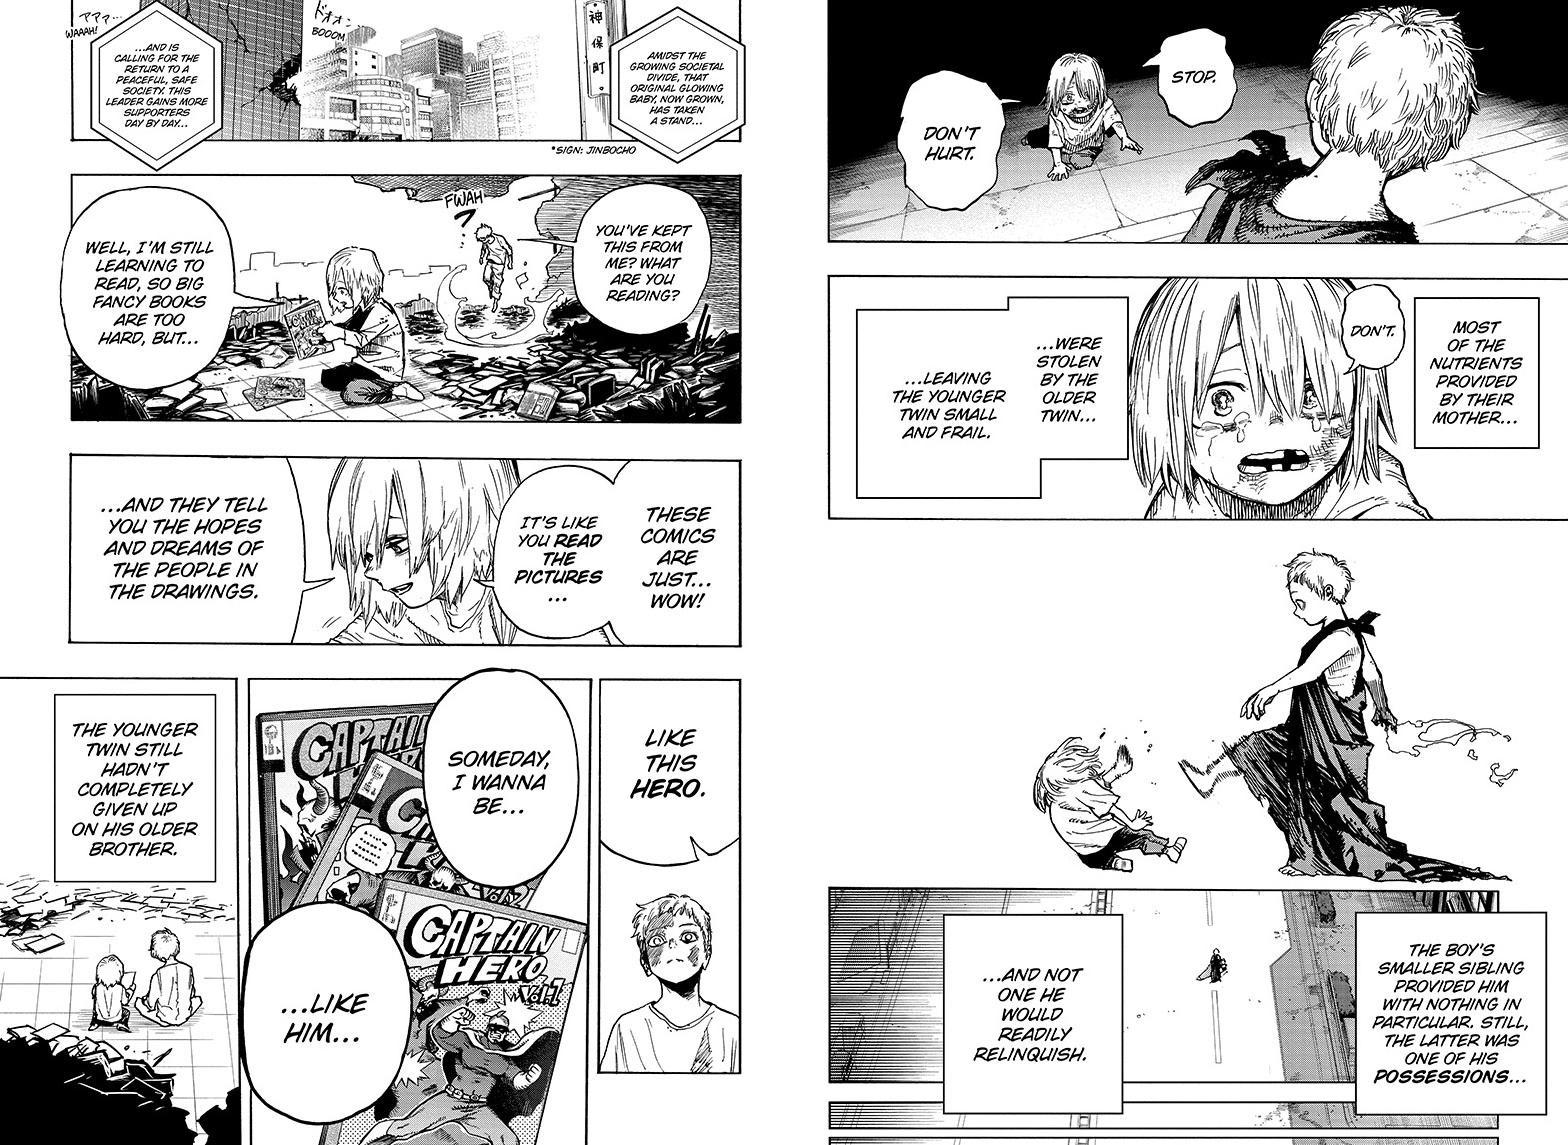 STOP.
DON'T
HURT.
MOST
OF THE
NUTRIENTS
PROVIDED
BY THEIR
MOTHER...
DON'T.
...WERE
STOLEN
BY THE
OLDER
TWIN...
...LEAVING
THE YOUNGER
TWIN SMALL
AND FRAIL.
THE BOY'S
SMALLER SIBLING
PROVIDED HIM
WITH NOTHING IN
PARTICULAR. STILL,
THE LATTER WAS
ONE OF HIS
POSSESSIONS...
...AND NOT
ONE HE
WOULD
READILY
RELINQUISH.
AMIDST THE
GROWING SOCIETAL
DIVIDE, THAT
ORIGINAL GLOWING
BABY, NOW GROWN,
HAS TAKEN
A STAND...
神保町
ドオオン
BOOOM
アアァ…
WAAAH!
...AND IS
CALLING FOR THE
RETURN TO A
PEACEFUL, SAFE
SOCIETY. THIS
LEADER GAINS MORE
SUPPORTERS
DAY BY DAY...
*SIGN: JINBOCHO
YOU'VE KEPT
THIS FROM
ME? WHAT
ARE YOU
READING?
FWAH
WELL, I'M STILL
LEARNING TO
READ, SO BIG
FANCY BOOKS
ARE TOO
HARD, BUT...
THESE
COMICS
ARE
JUST...
WOW!
IT'S LIKE
YOU READ
THE
PICTURES
...
...AND THEY TELL
YOU THE HOPES
AND DREAMS OF
THE PEOPLE IN
THE DRAWINGS.
LIKE
THIS
HERO.
SOMEDAY,
I WANNA
BE...
CAPTAIN
CAPTAIN
HERO
Vol.1
...LIKE
HIM...
THE YOUNGER
TWIN STILL
HADN'T
COMPLETELY
GIVEN UP
ON HIS OLDER
BROTHER.